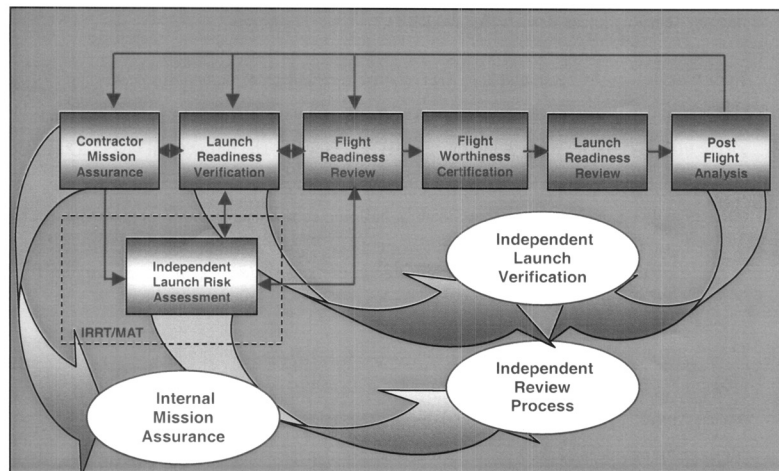 Contractor
Mission
Assurance
Launch
Readiness
Verification
Flight
Readiness
Review
Flight
Worthiness
Certification
Launch
Readiness
Review
Post
Flight
Analysis
Independent
Launch Risk
Assessment
IRRT/MAT
Independent
Launch
Verification
Internal
Mission
Assurance
Independent
Review
Process